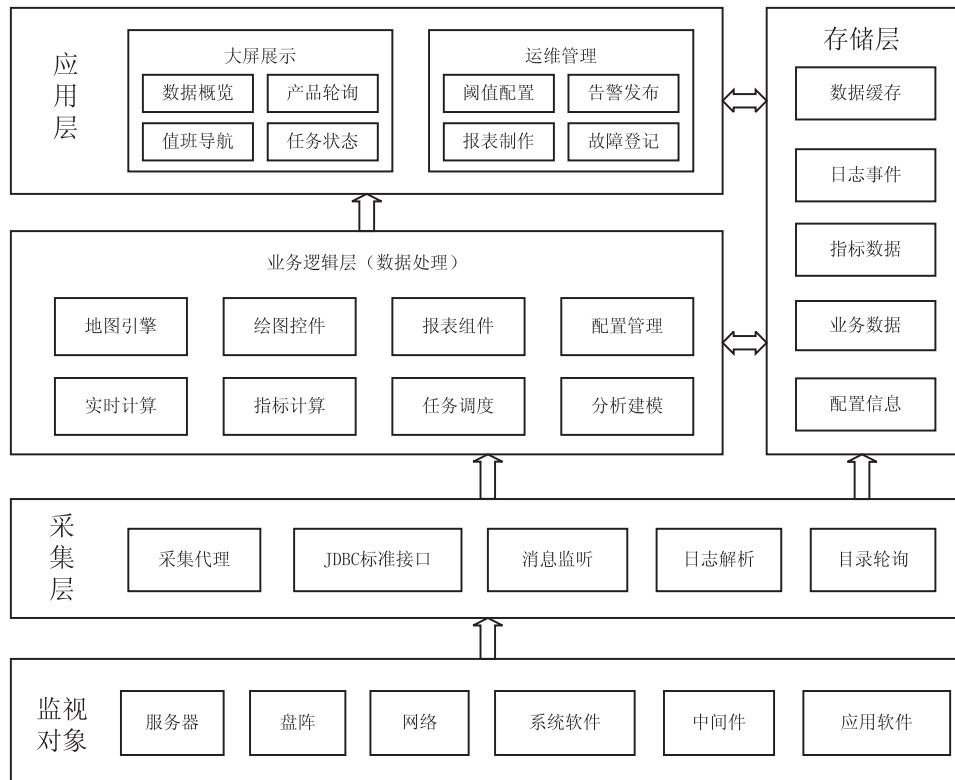 应用层
大屏展示
数据概览
产品轮询
值班导航
任务状态
运维管理
阈值配置
告警发布
报表制作
故障登记
存储层
数据缓存
日志事件
指标数据
业务数据
配置信息
业务逻辑层（数据处理）
地图引擎
绘图控件
报表组件
配置管理
实时计算
指标计算
任务调度
分析建模
采集层
采集代理
JDBC标准接口
消息监听
日志解析
目录轮询
监视
对象
服务器
盘阵
网络
系统软件
中间件
应用软件